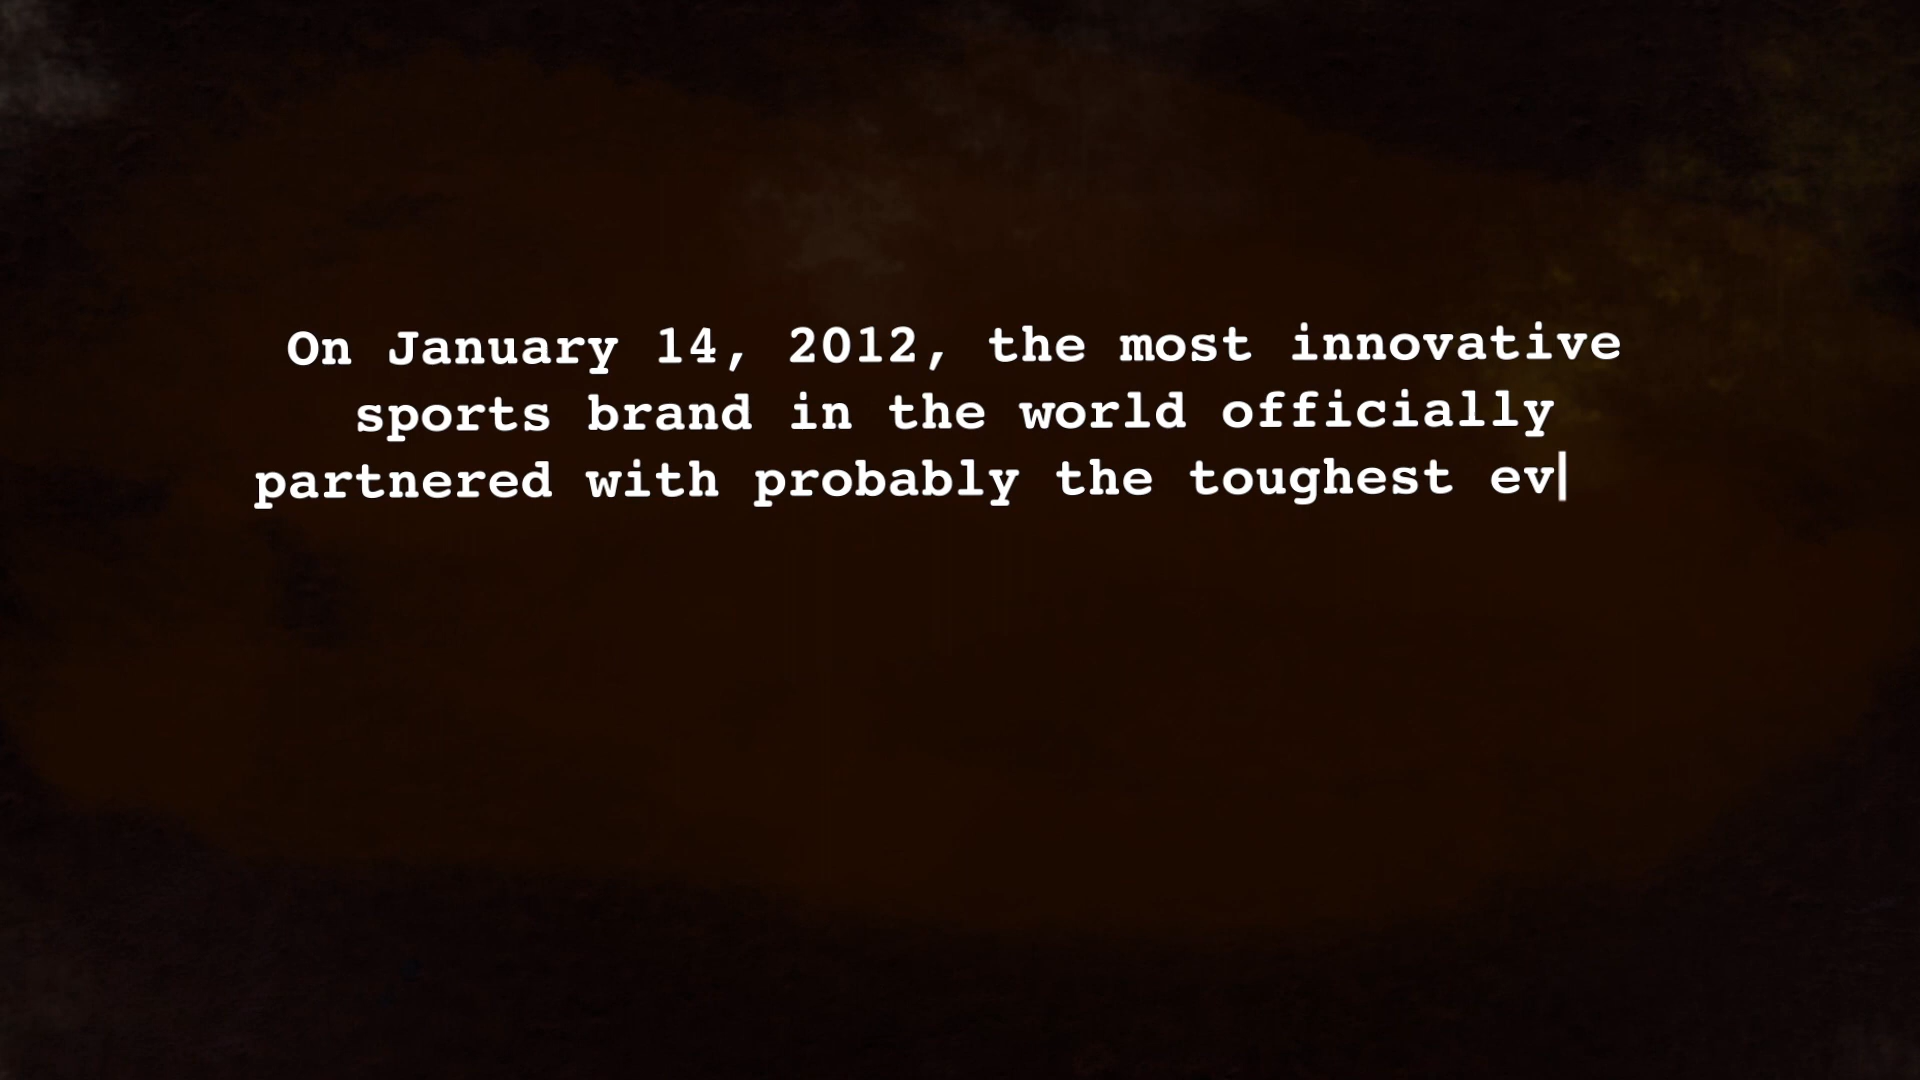 On January 14, 2012, the most innovative
sports brand in the world officially
partnered with probably the toughest ev